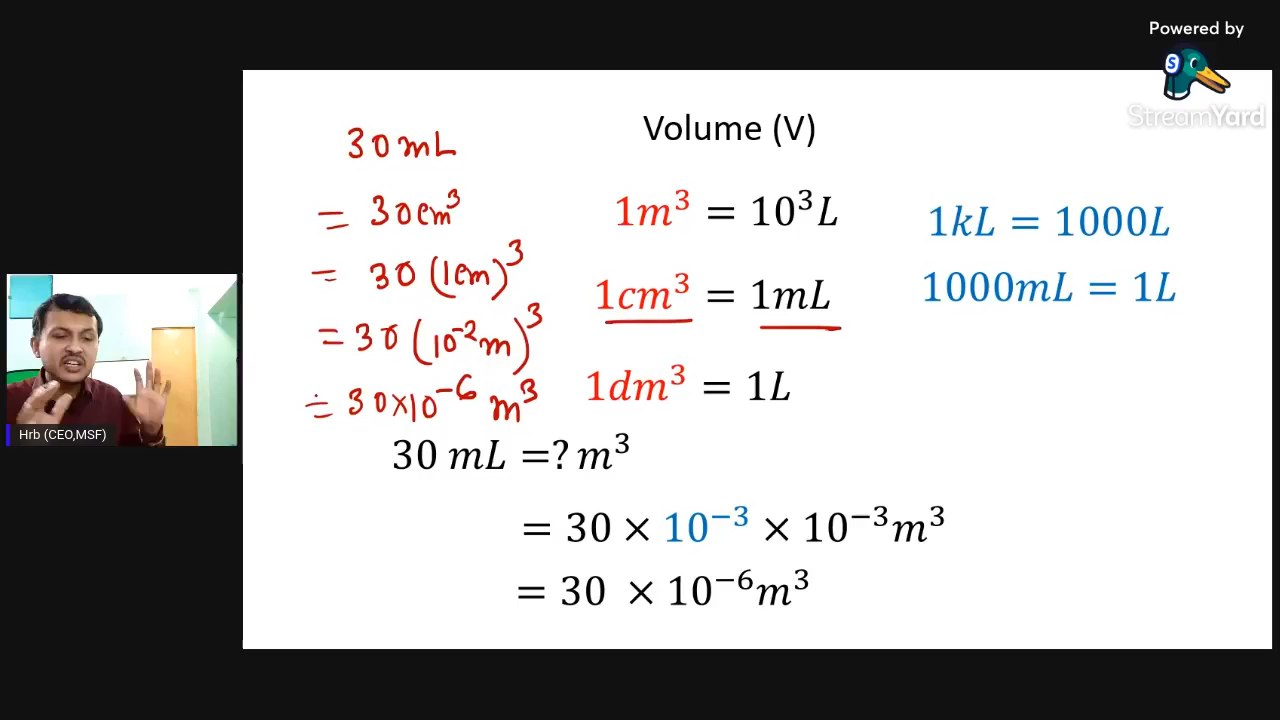 Powered by
StreamYard
Volume (V)
30 mL
= 30 cm³
= 30 (1cm)³
= 30 (10⁻² m)³
= 30×10⁻⁶ m³
1m³ = 10³L
1cm³ = 1mL
1dm³ = 1L
1kL = 1000L
1000mL = 1L
30 mL =? m³
= 30 × 10⁻³ × 10⁻³m³
= 30 × 10⁻⁶m³
Hrb (CEO,MSF)